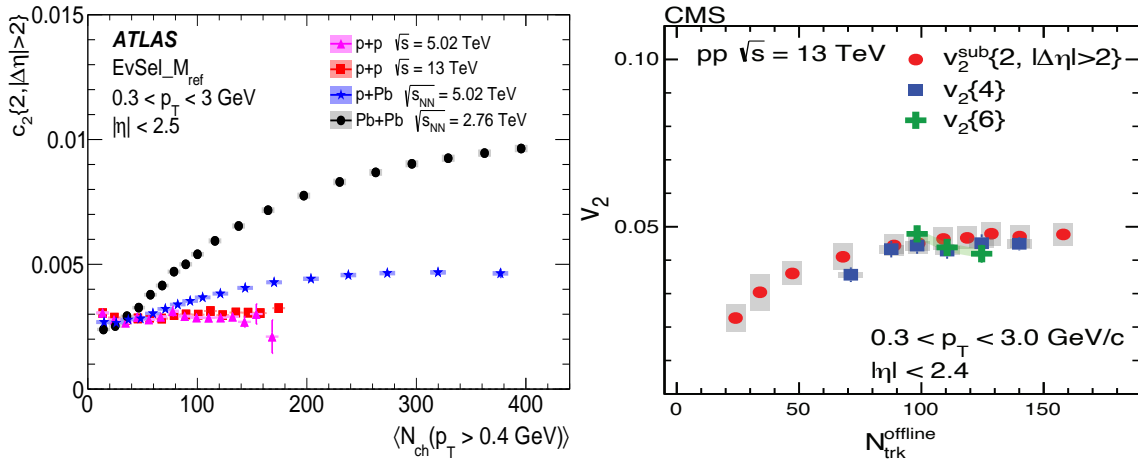 ATLAS
EvSel_M_ref
0.3 < p_T < 3 GeV
|η| < 2.5
p+p √s = 5.02 TeV
p+p √s = 13 TeV
p+Pb √s_NN = 5.02 TeV
Pb+Pb √s_NN = 2.76 TeV
c_2{2,|Δη|>2}
0.015
0.01
0.005
0
0 100 200 300 400
⟨N_ch(p_T > 0.4 GeV)⟩
CMS
pp √s = 13 TeV
v_2^sub{2, |Δη|>2}
v_2{4}
v_2{6}
0.3 < p_T < 3.0 GeV/c
|η| < 2.4
v_2
0.10
0.05
0.00
0 50 100 150
N_trk^offline